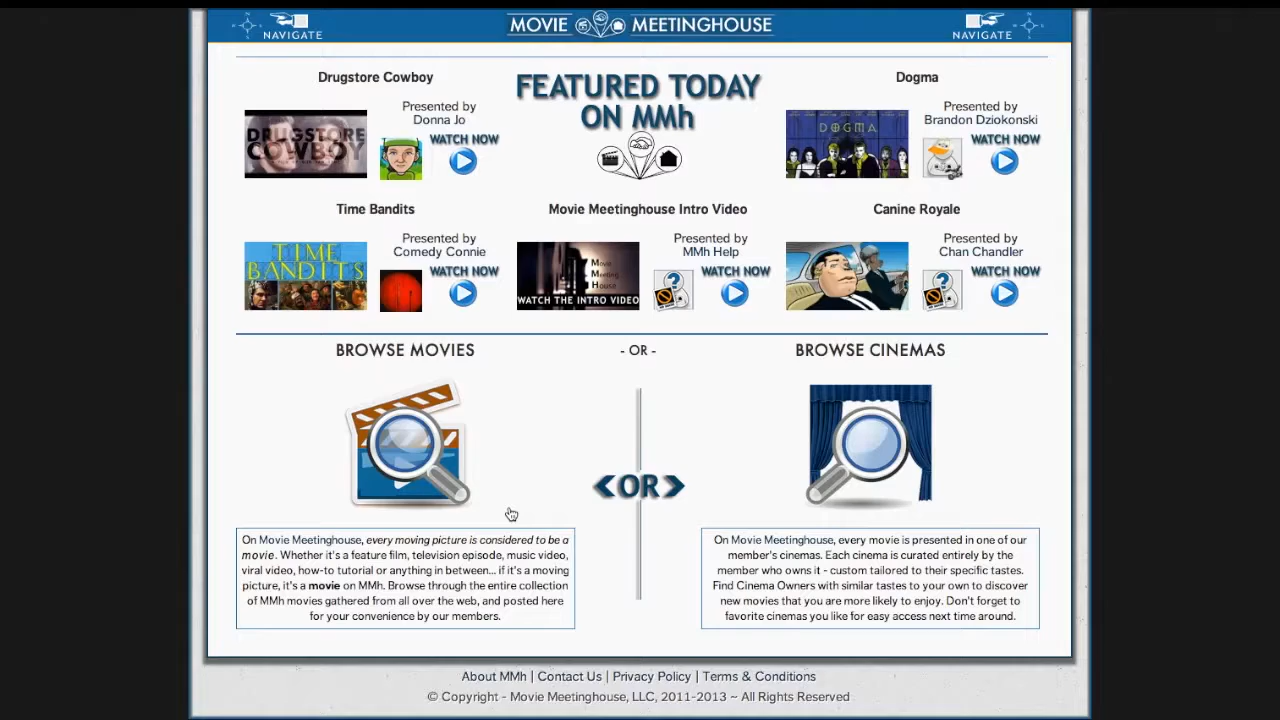 NAVIGATE
MOVIE MEETINGHOUSE
NAVIGATE
Drugstore Cowboy
DRUGSTORE
COWBOY
Presented by
Donna Jo
WATCH NOW
FEATURED TODAY
ON MMh
Dogma
DOGMA
Presented by
Brandon Dziokonski
WATCH NOW
Time Bandits
TIME
BANDITS
Presented by
Comedy Connie
WATCH NOW
Movie Meetinghouse Intro Video
Movie
Meeting
House
WATCH THE INTRO VIDEO
Presented by
MMh Help
?
WATCH NOW
Canine Royale
Presented by
Chan Chandler
?
WATCH NOW
BROWSE MOVIES
- OR -
BROWSE CINEMAS
<OR>
On Movie Meetinghouse, every moving picture is considered to be a
movie. Whether it's a feature film, television episode, music video,
viral video, how-to tutorial or anything in between... if it's a moving
picture, it's a movie on MMh. Browse through the entire collection
of MMh movies gathered from all over the web, and posted here
for your convenience by our members.
On Movie Meetinghouse, every movie is presented in one of our
member's cinemas. Each cinema is curated entirely by the
member who owns it - custom tailored to their specific tastes.
Find Cinema Owners with similar tastes to your own to discover
new movies that you are more likely to enjoy. Don't forget to
favorite cinemas you like for easy access next time around.
About MMh | Contact Us | Privacy Policy | Terms & Conditions
© Copyright - Movie Meetinghouse, LLC, 2011-2013 ~ All Rights Reserved